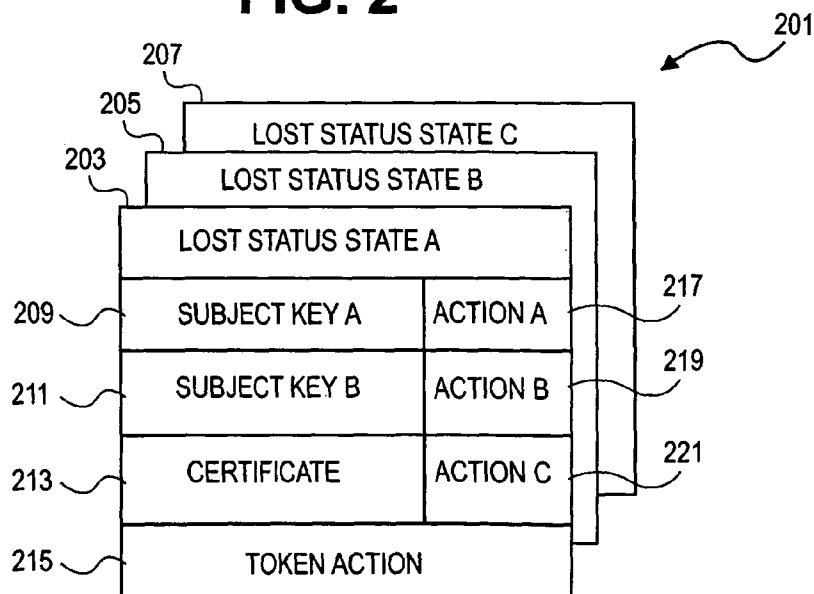 FIG. 2
201
207
LOST STATUS STATE C
205
LOST STATUS STATE B
203
LOST STATUS STATE A
209 SUBJECT KEY A ACTION A 217
211 SUBJECT KEY B ACTION B 219
213 CERTIFICATE ACTION C 221
215 TOKEN ACTION